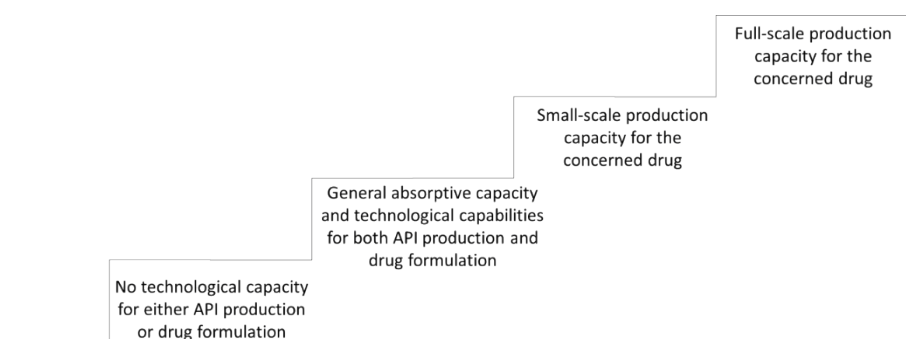 Full-scale production
capacity for the
concerned drug
Small-scale production
capacity for the
concerned drug
General absorptive capacity
and technological capabilities
for both API production and
drug formulation
No technological capacity
for either API production
or drug formulation